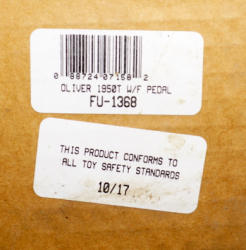 0 88724 07158 2
OLIVER 1950T W/F PEDAL
FU-1368
THIS PRODUCT CONFORMS TO
ALL TOY SAFETY STANDARDS
10/17